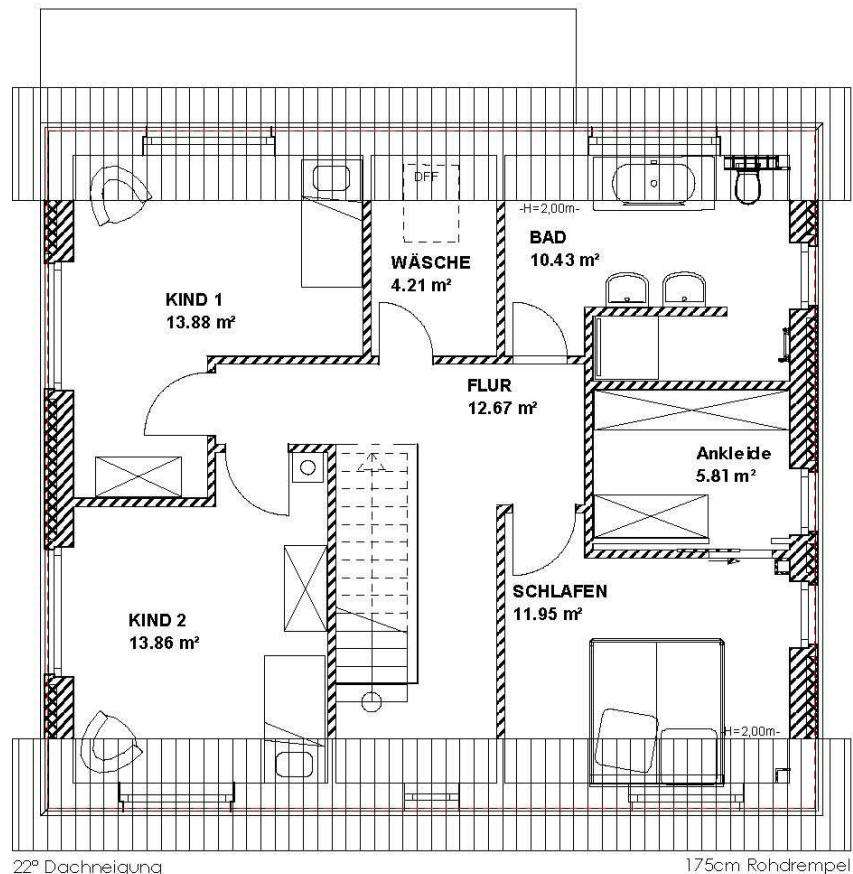 DFF
-H=2,00m-
BAD
10.43 m²
WÄSCHE
4.21 m²
KIND 1
13.88 m²
FLUR
12.67 m²
Ankleide
5.81 m²
SCHLAFEN
11.95 m²
KIND 2
13.86 m²
-H=2,00m-
22° Dachneigung
175cm Rohdrempel